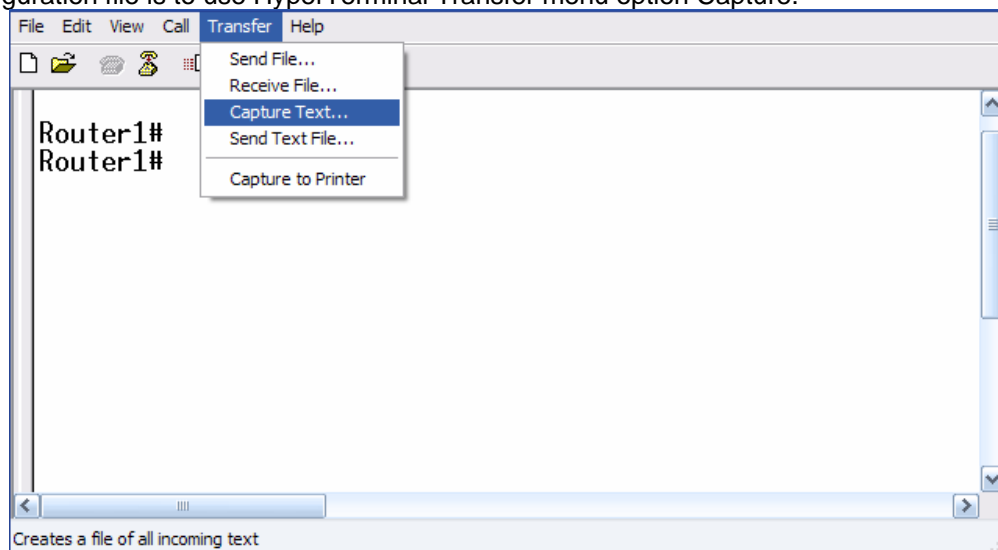 guration file is to use HyperTerminal Transfer menu option Capture.
File Edit View Call Transfer Help
Send File...
Receive File...
Capture Text...
Send Text File...
Capture to Printer
Router1#
Router1#
Creates a file of all incoming text